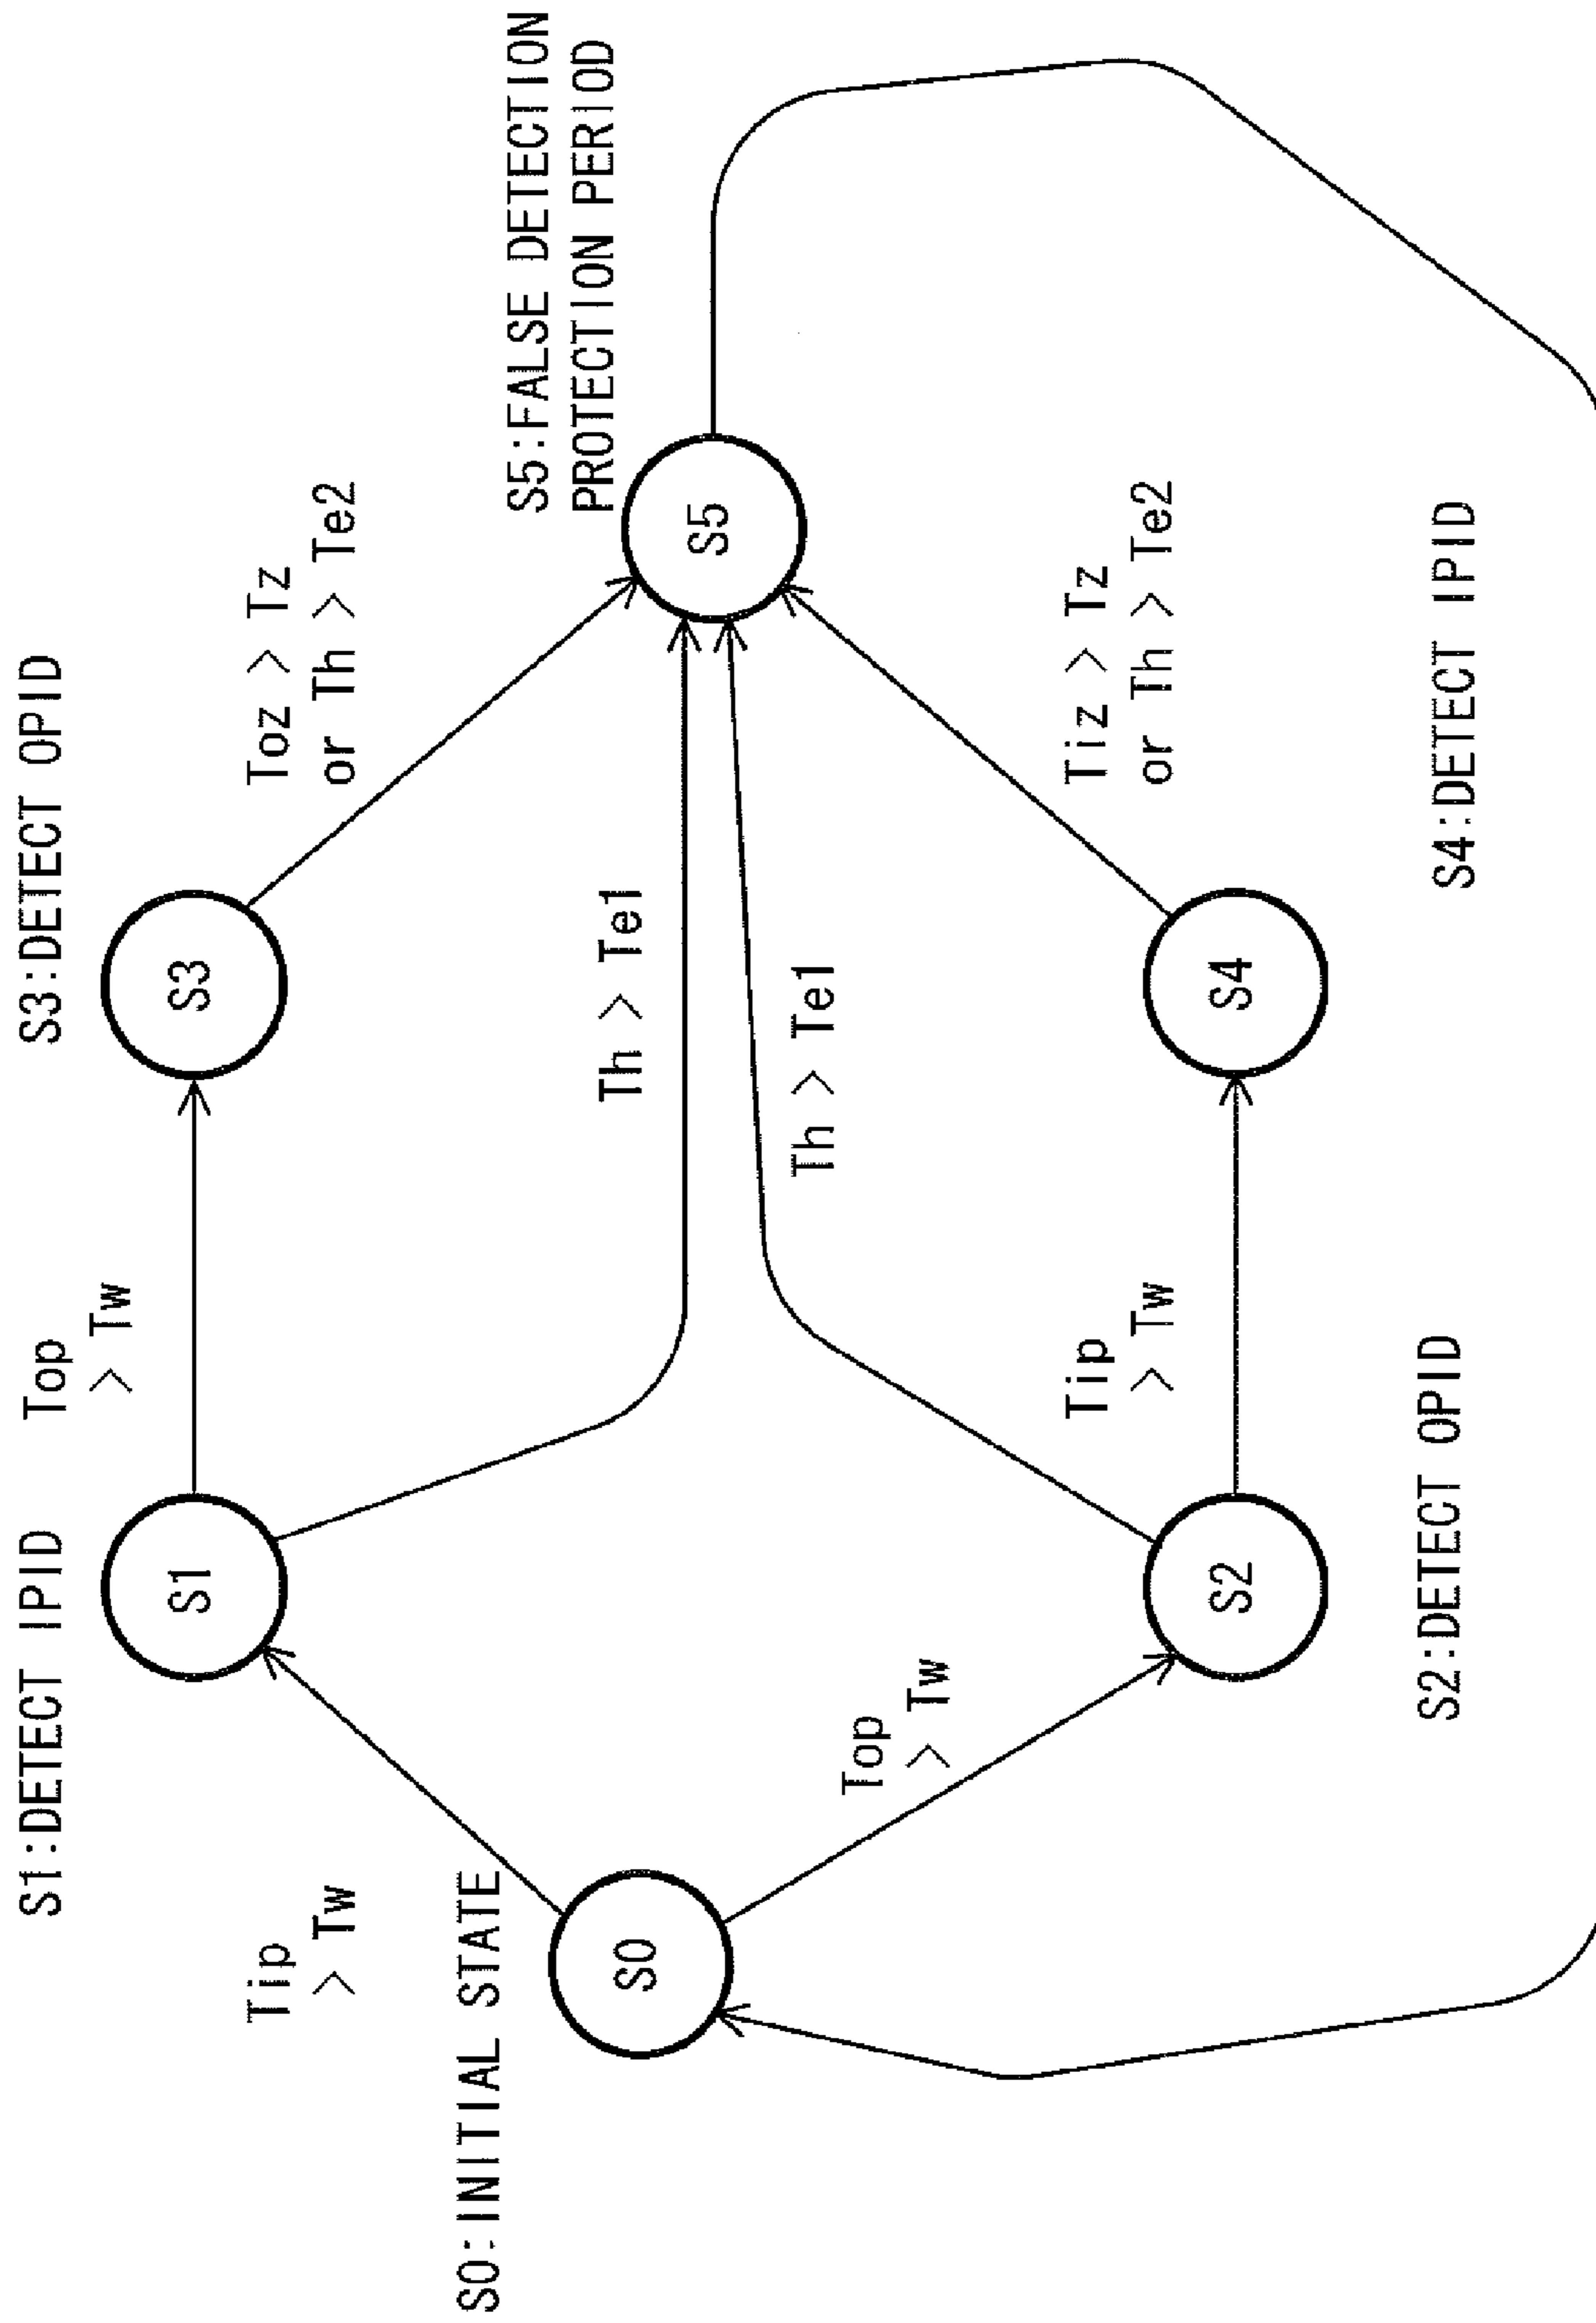 S0:INITIAL STATE
S0
Tip
> Tw
Top
> Tw
S1:DETECT IPID
S1
S2:DETECT OPID
S2
Top
> Tw
Th > Te1
Th > Te1
Tip
> Tw
S3:DETECT OPID
S3
S4:DETECT IPID
S4
Toz > Tz
or Th > Te2
Tiz > Tz
or Th > Te2
S5:FALSE DETECTION
PROTECTION PERIOD
S5